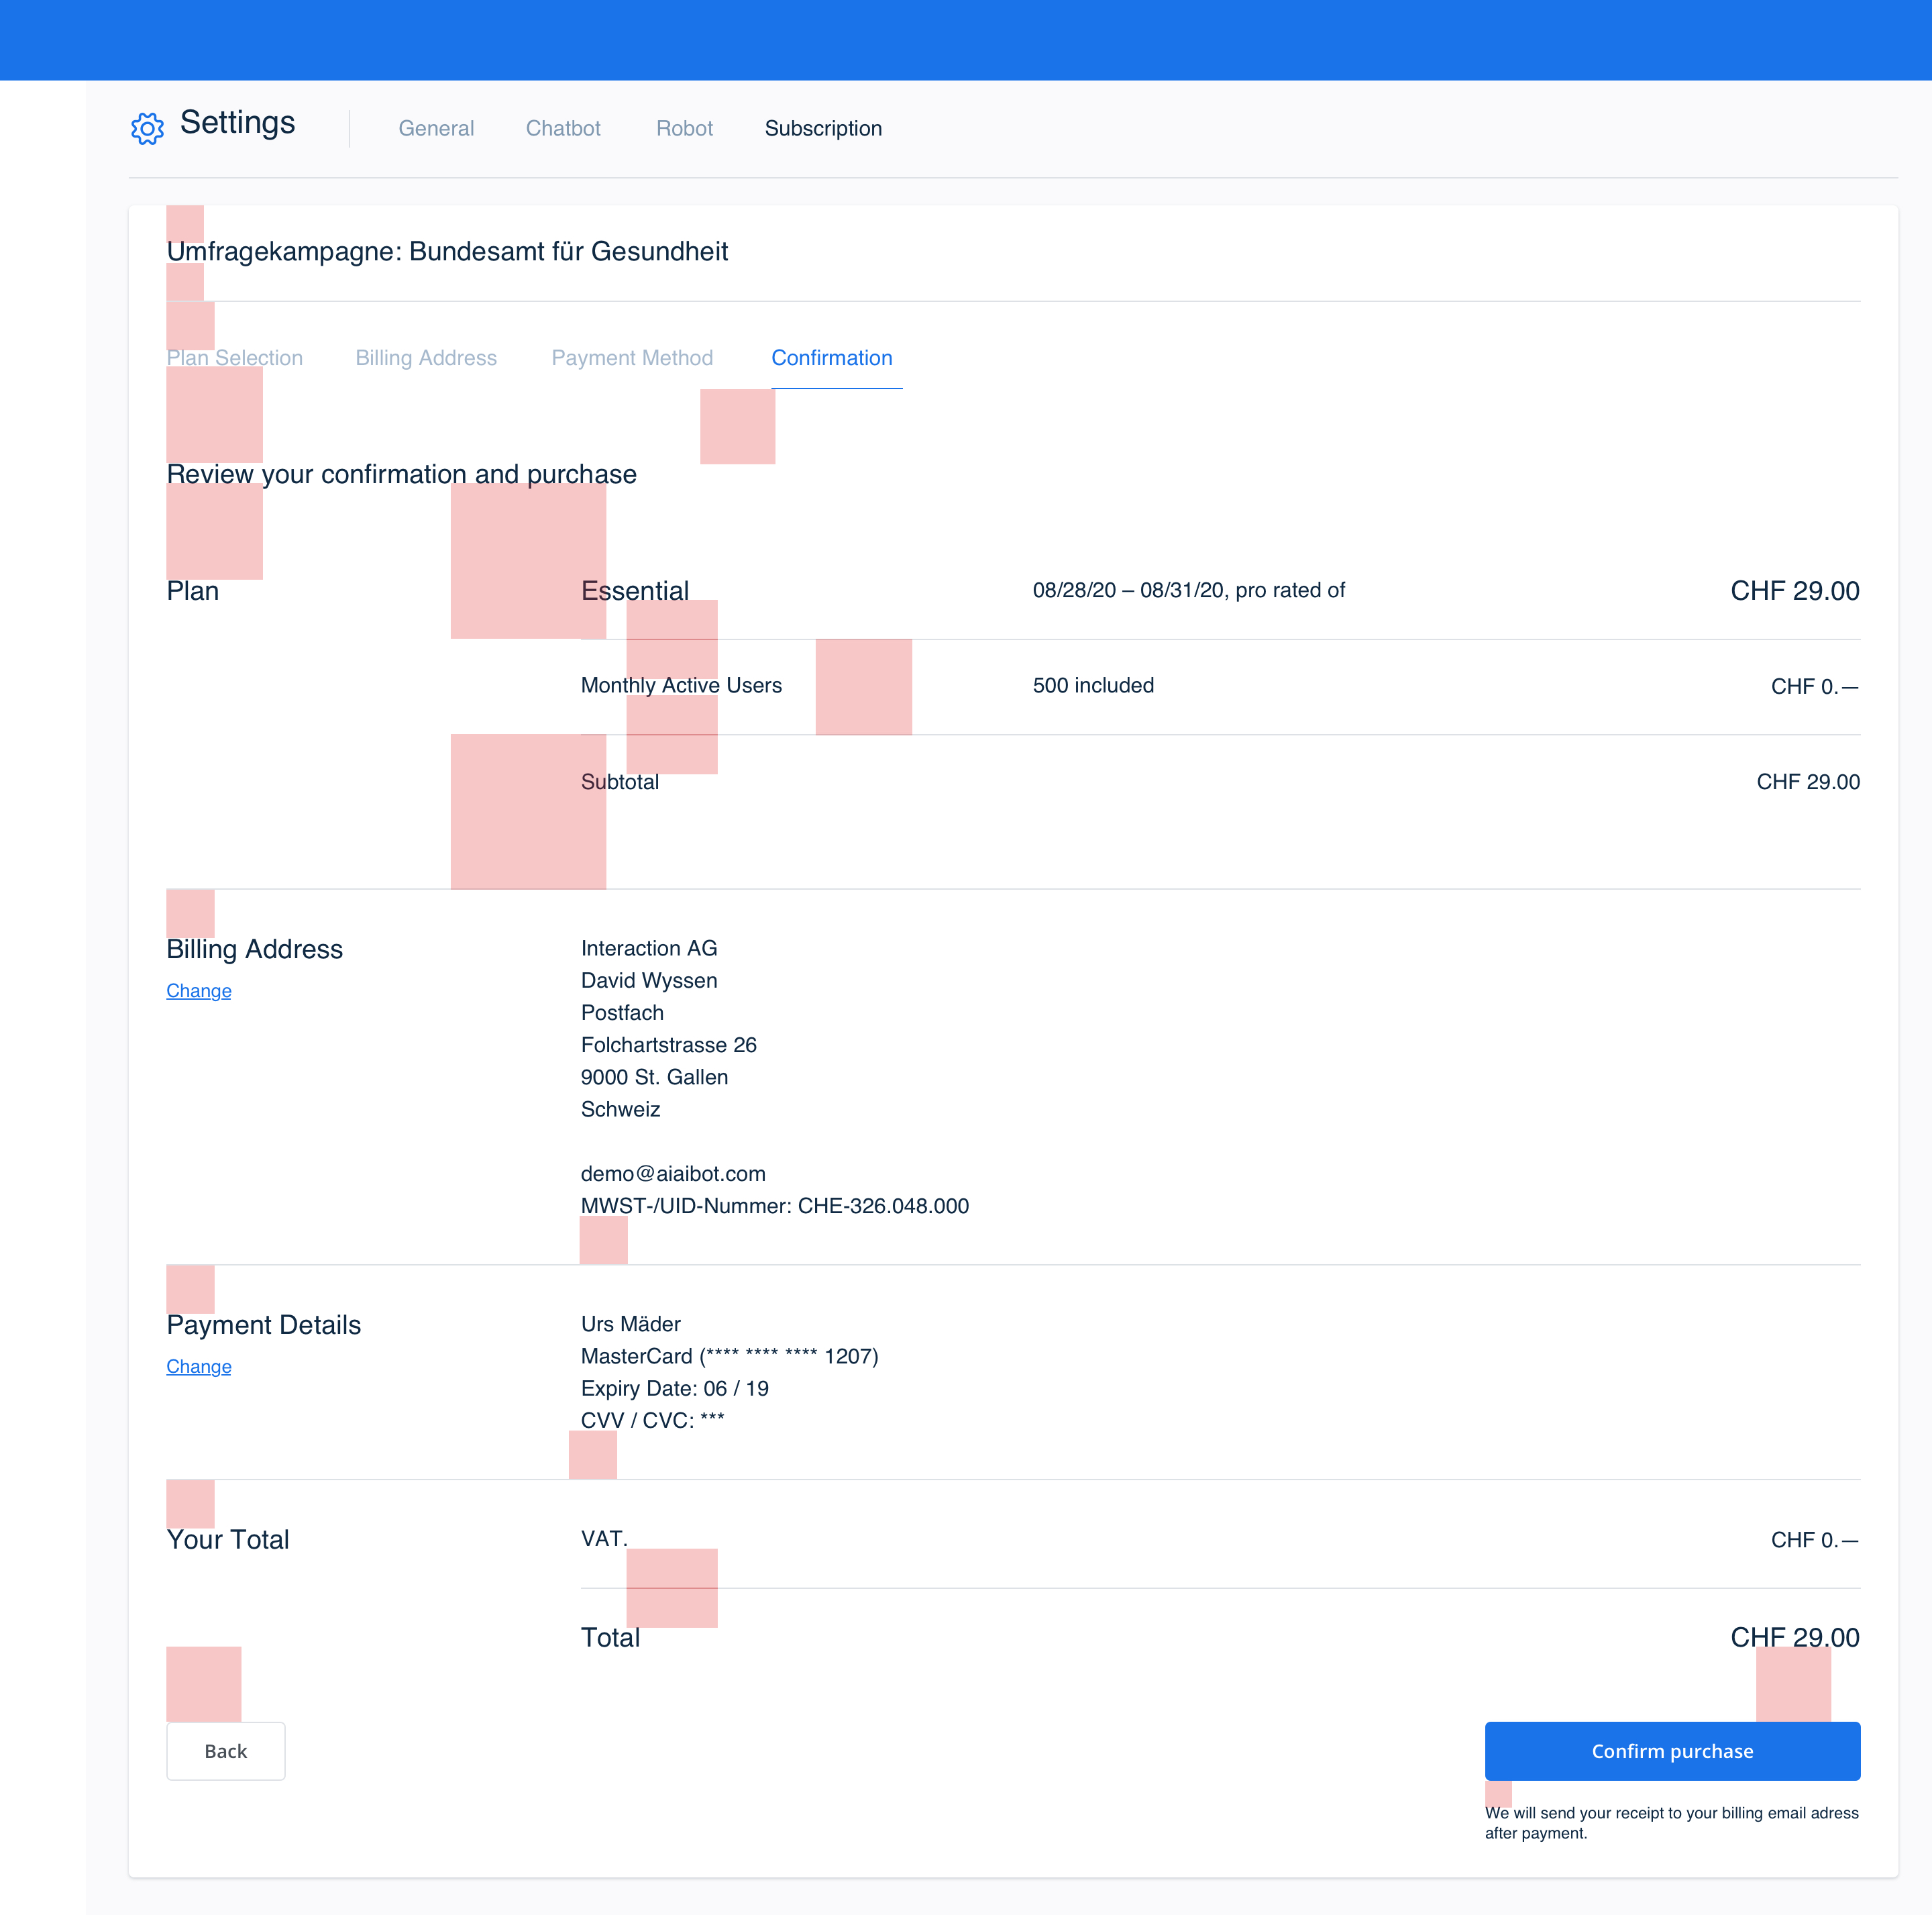 Settings
General
Chatbot
Robot
Subscription
Umfragekampagne: Bundesamt für Gesundheit
Plan Selection
Billing Address
Payment Method
Confirmation
Review your confirmation and purchase
Plan
Essential
08/28/20 – 08/31/20, pro rated of
CHF 29.00
Monthly Active Users
500 included
CHF 0.—
Subtotal
CHF 29.00
Billing Address
Change
Interaction AG
David Wyssen
Postfach
Folchartstrasse 26
9000 St. Gallen
Schweiz
demo@aiaibot.com
MWST-/UID-Nummer: CHE-326.048.000
Payment Details
Change
Urs Mäder
MasterCard (**** **** **** 1207)
Expiry Date: 06 / 19
CVV / CVC: ***
Your Total
VAT.
CHF 0.—
Total
CHF 29.00
Back
Confirm purchase
We will send your receipt to your billing email adress
after payment.